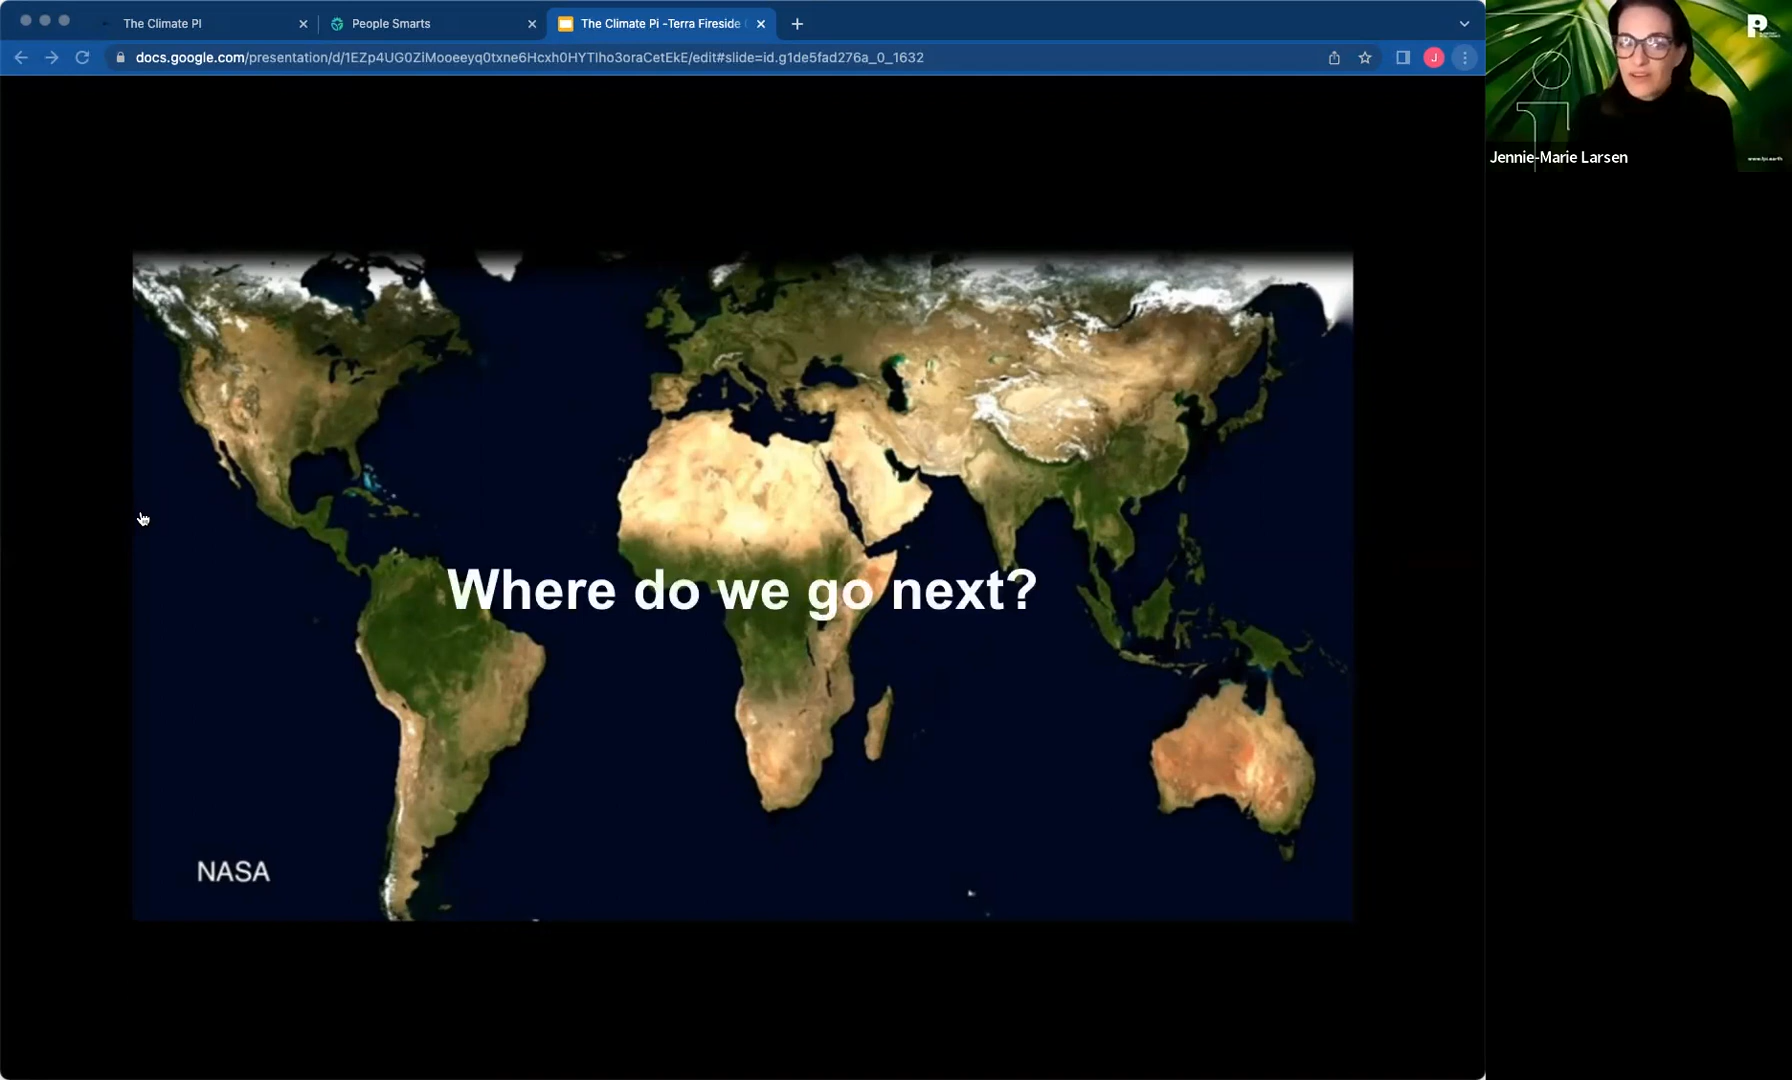 The Climate PI
People Smarts
The Climate Pi -Terra Fireside
docs.google.com/presentation/d/1EZp4UG0ZiMooeeyq0txne6Hcxh0HYTlho3oraCetEkE/edit#slide=id.g1de5fad276a_0_1632
J
Jennie-Marie Larsen
Where do we go next?
NASA